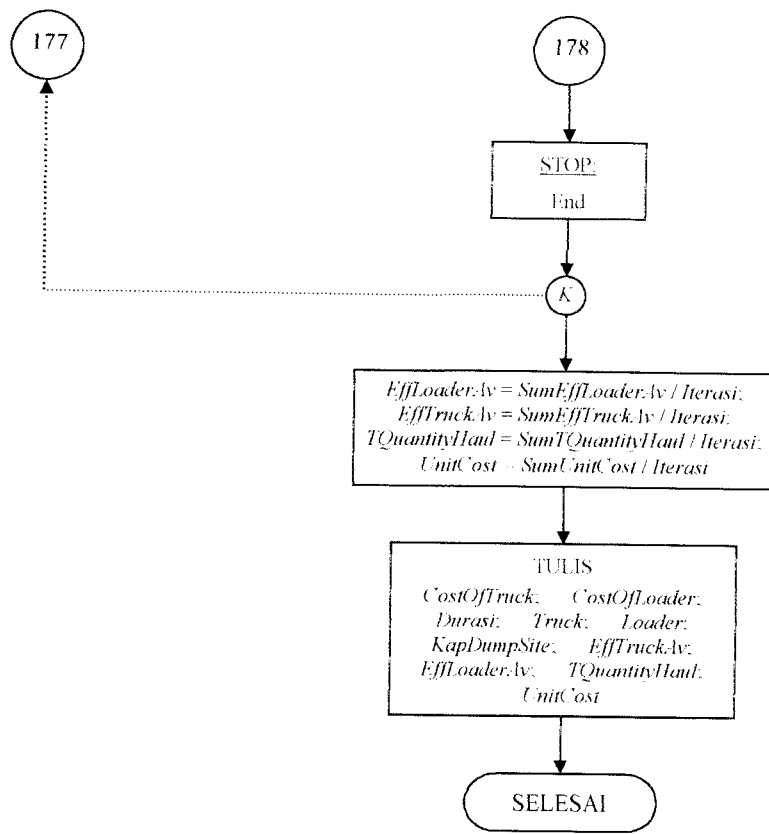 177
178
STOP:
End
K
EffLoaderAv = SumEffLoaderAv / Iterasi;
EffTruckAv = SumEffTruckAv / Iterasi;
TQuantityHaul = SumTQuantityHaul / Iterasi;
UnitCost = SumUnitCost / Iterasi
TULIS
CostOfTruck; CostOfLoader;
Durasi; Truck; Loader;
KapDumpSite; EffTruckAv;
EffLoaderAv; TQuantityHaul;
UnitCost
SELESAI